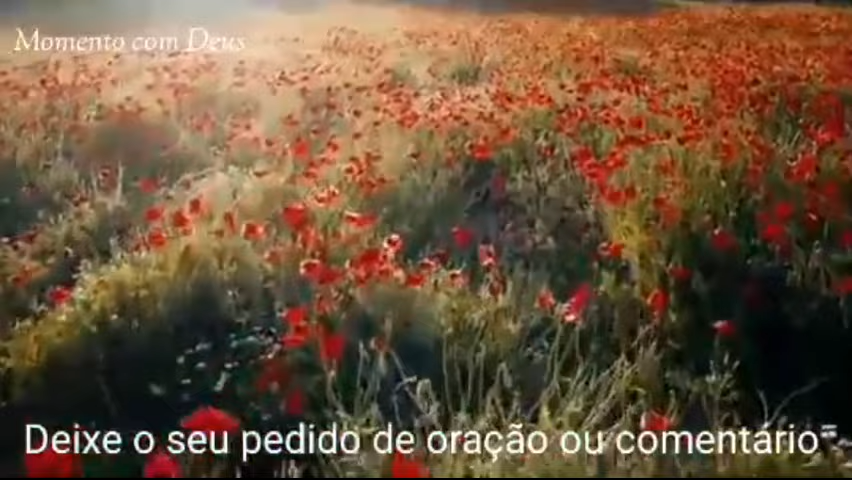 Momento com Deus
Deixe o seu pedido de oração ou comentário